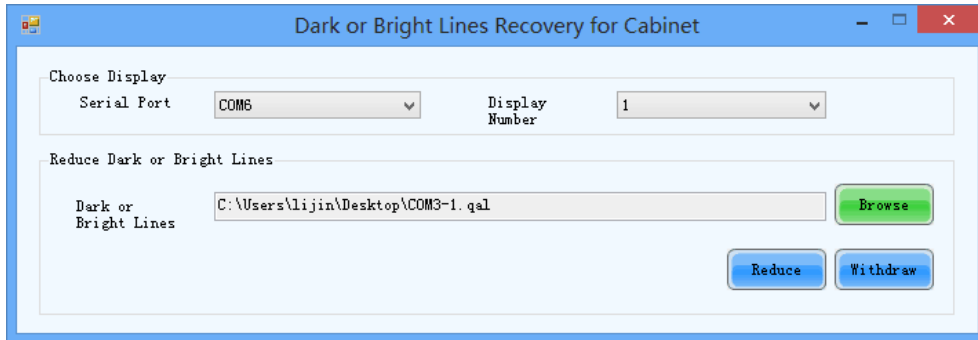 Dark or Bright Lines Recovery for Cabinet
Choose Display
Serial Port
COM6
Display
Number
1
Reduce Dark or Bright Lines
Dark or
Bright Lines
C:\Users\lijin\Desktop\COM3-1.qal
Browse
Reduce
Withdraw